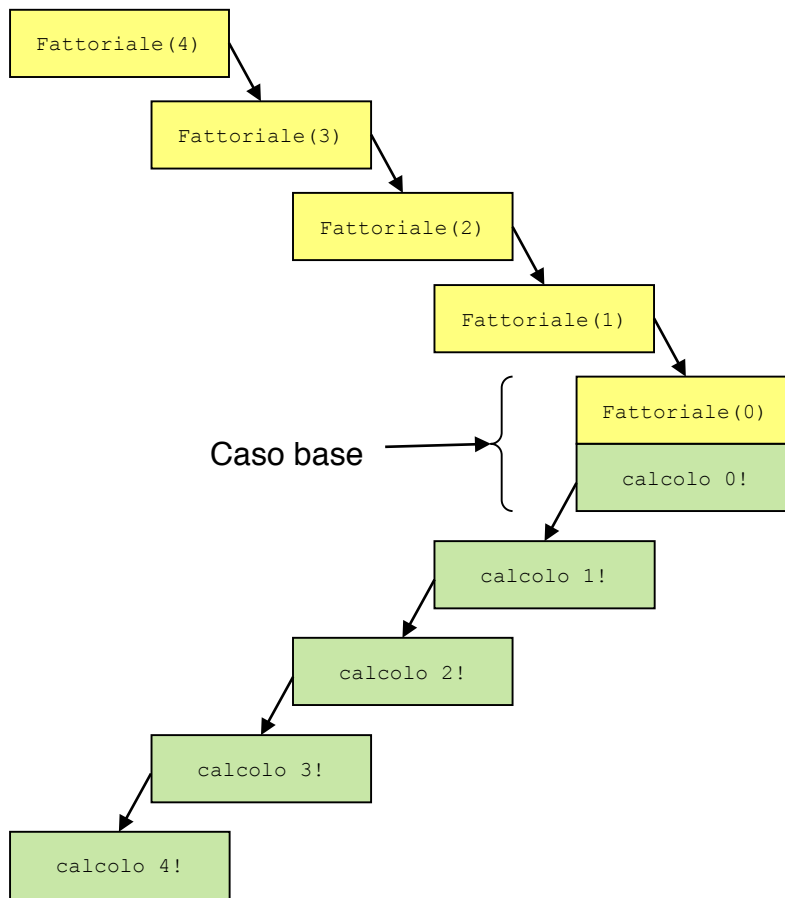 Fattoriale(4)
Fattoriale(3)
Fattoriale(2)
Fattoriale(1)
Fattoriale(0)
Caso base
calcolo 0!
calcolo 1!
calcolo 2!
calcolo 3!
calcolo 4!